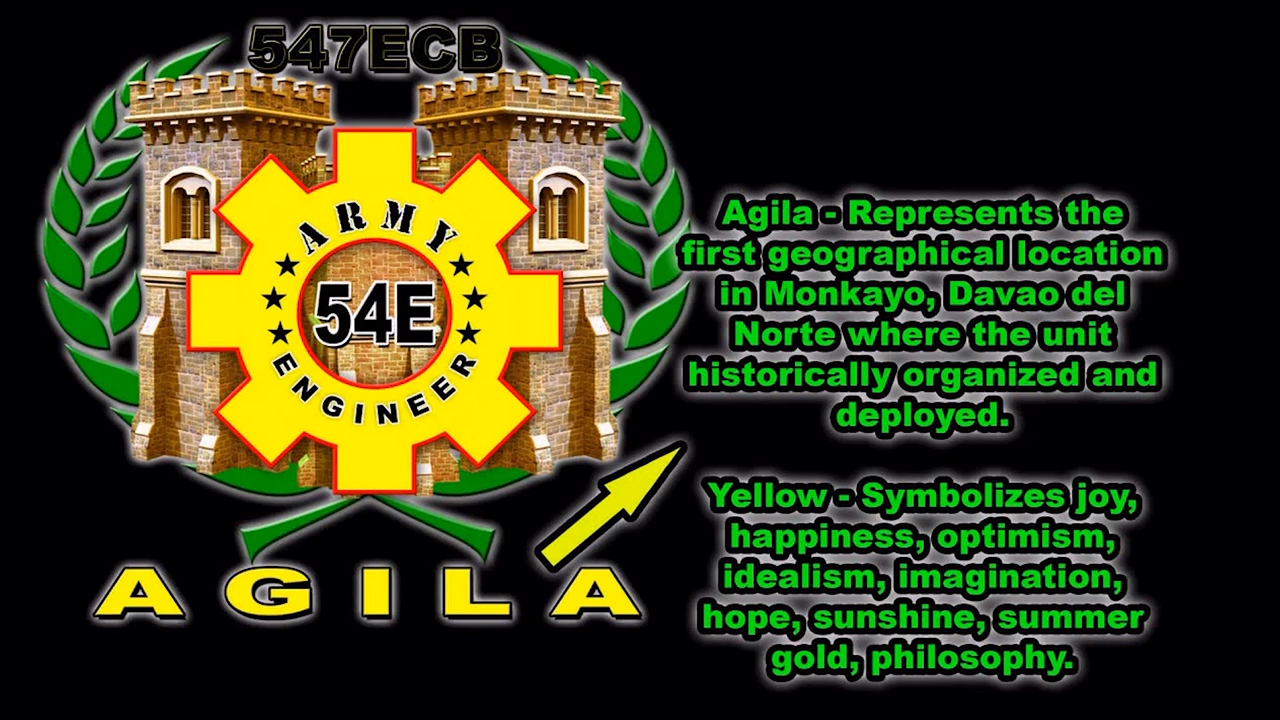 547ECB
ARMY
54E
ENGINEER
AGILA
Agila - Represents the
first geographical location
in Monkayo, Davao del
Norte where the unit
historically organized and
deployed.
Yellow - Symbolizes joy,
happiness, optimism,
idealism, imagination,
hope, sunshine, summer
gold, philosophy.